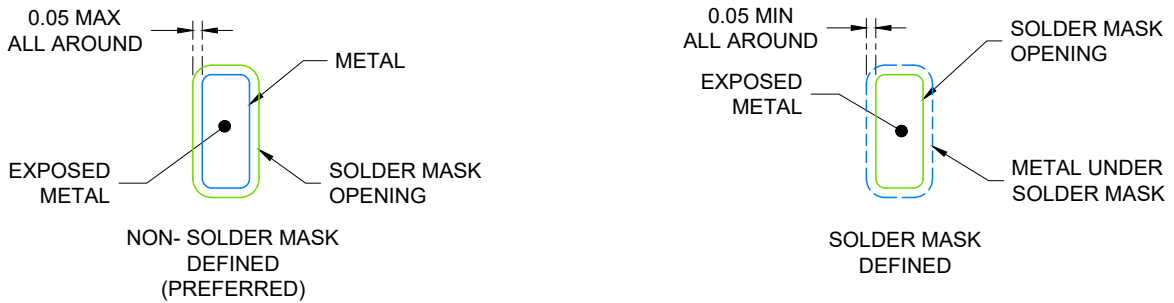 0.05 MAX
ALL AROUND
METAL
EXPOSED
METAL
SOLDER MASK
OPENING
NON- SOLDER MASK
DEFINED
(PREFERRED)
0.05 MIN
ALL AROUND
SOLDER MASK
OPENING
EXPOSED
METAL
METAL UNDER
SOLDER MASK
SOLDER MASK
DEFINED